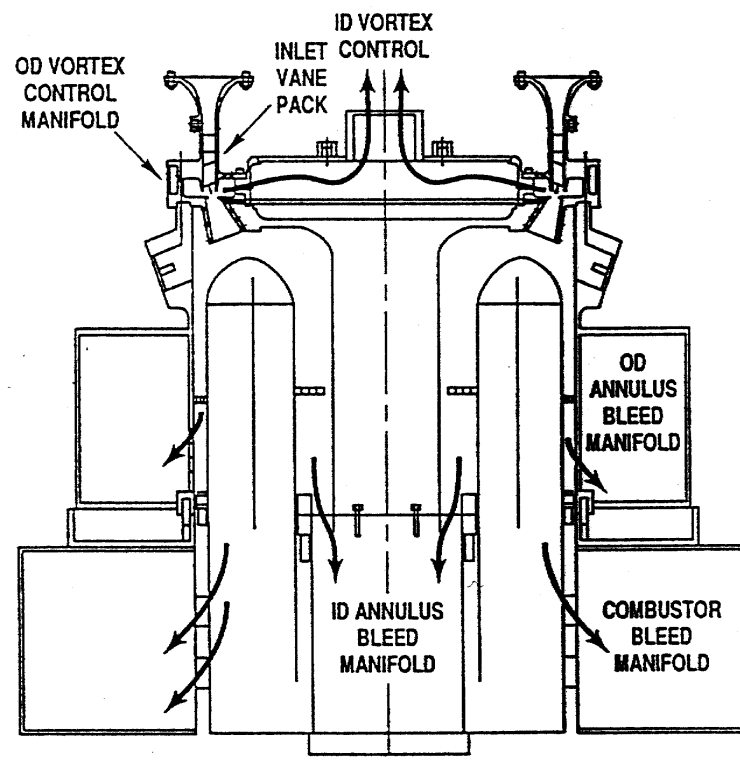 ID VORTEX
CONTROL
INLET
VANE
PACK
OD VORTEX
CONTROL
MANIFOLD
OD
ANNULUS
BLEED
MANIFOLD
ID ANNULUS
BLEED
MANIFOLD
COMBUSTOR
BLEED
MANIFOLD